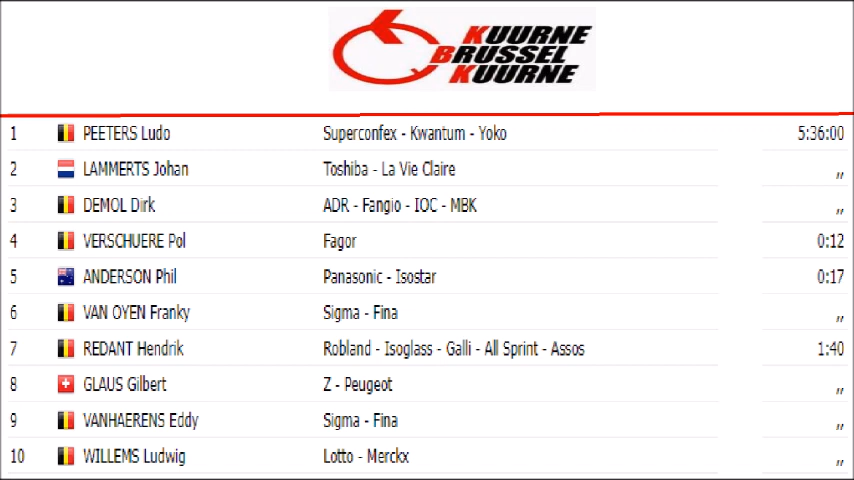 KUURNE
BRUSSEL
KUURNE
1 PEETERS Ludo Superconfex - Kwantum - Yoko 5:36:00
2 LAMMERTS Johan Toshiba - La Vie Claire ,,
3 DEMOL Dirk ADR - Fangio - IOC - MBK ,,
4 VERSCHUERE Pol Fagor 0:12
5 ANDERSON Phil Panasonic - Isostar 0:17
6 VAN OYEN Franky Sigma - Fina ,,
7 REDANT Hendrik Robland - Isoglass - Galli - All Sprint - Assos 1:40
8 GLAUS Gilbert Z - Peugeot ,,
9 VANHAERENS Eddy Sigma - Fina ,,
10 WILLEMS Ludwig Lotto - Merckx ,,